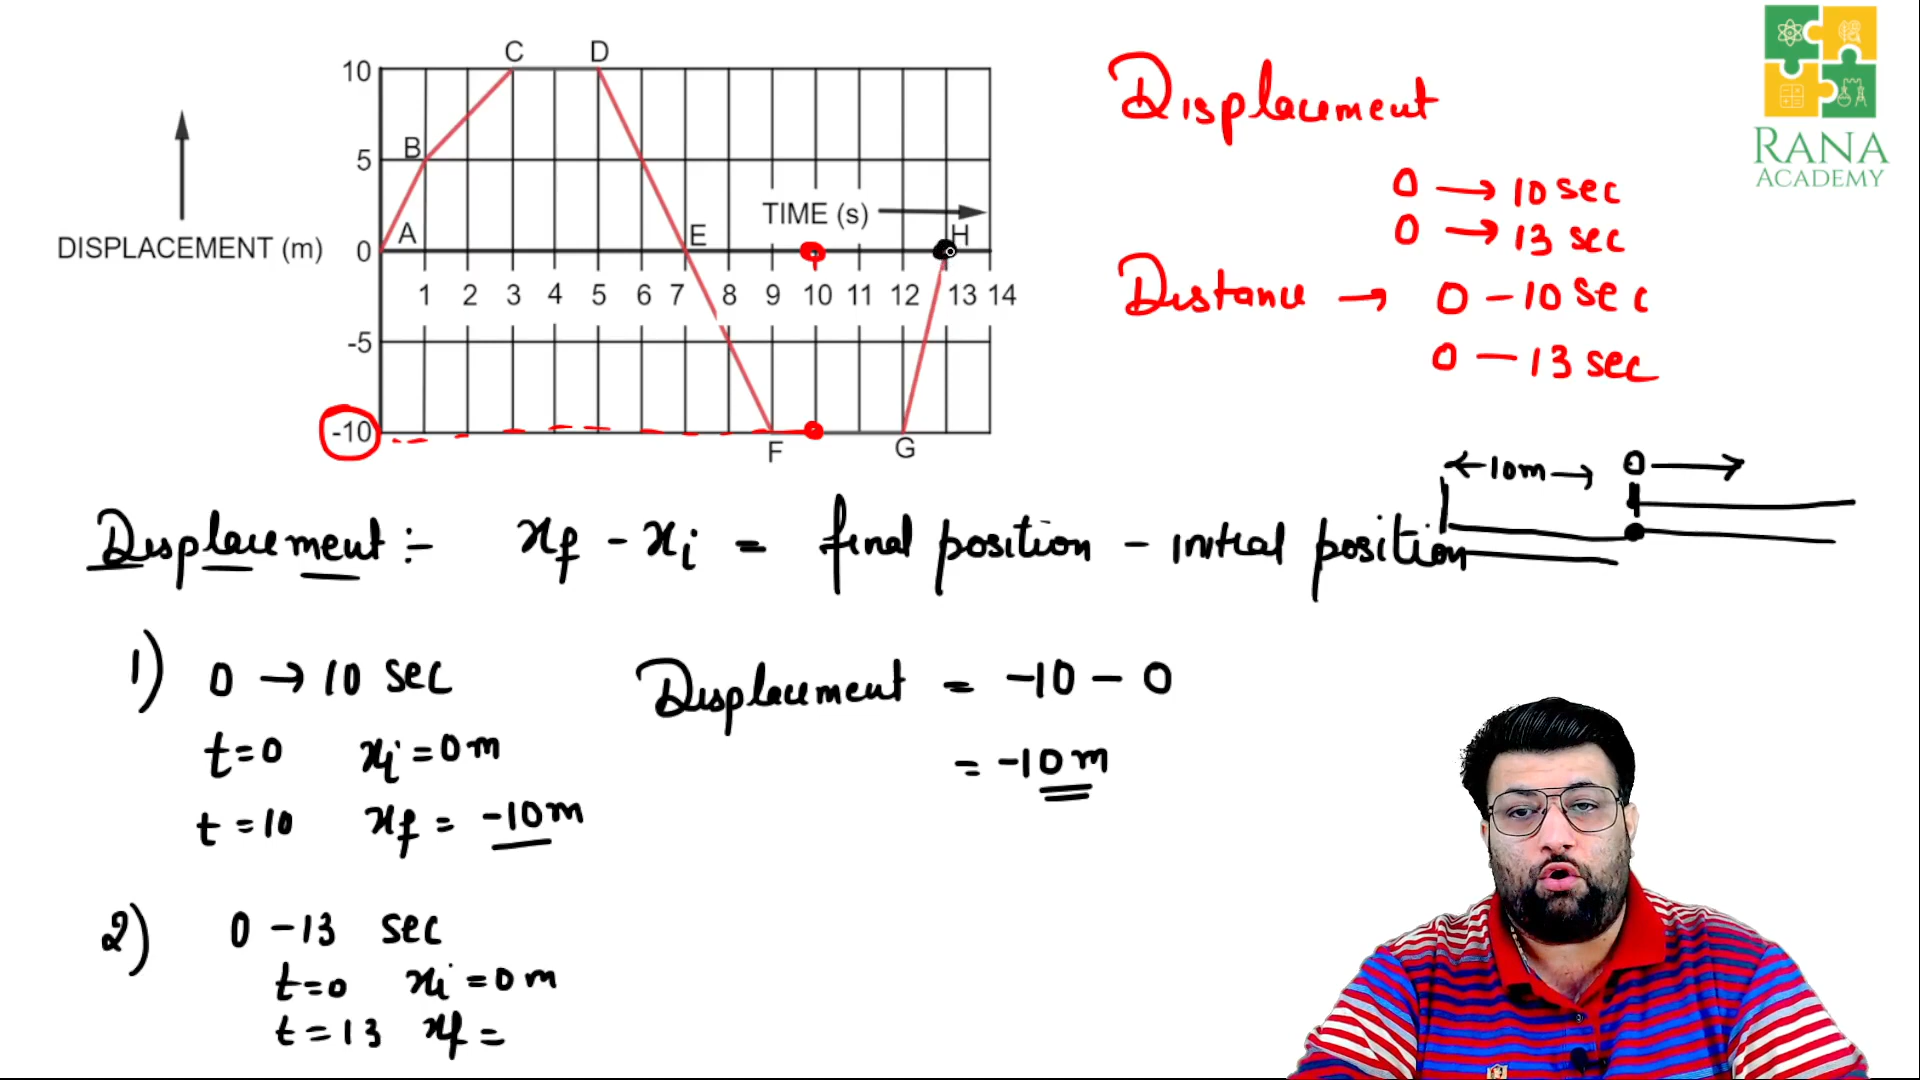 C D
10
B
5
TIME (s)
A E H
DISPLACEMENT (m) 0
1 2 3 4 5 6 7 8 9 10 11 12 13 14
-5
-10
F G
Displacement
0 → 10 sec
0 → 13 sec
Distance → 0 – 10 sec
0 – 13 sec
RANA
ACADEMY
←10m→ 0 →
Displacement :- xf - xi = final position - initial position
1) 0 → 10 sec
t=0 xi = 0 m
t = 10 xf = -10m
Displacement = -10 - 0
= -10 m
2) 0 - 13 sec
t=0 xi = 0 m
t = 13 xf =